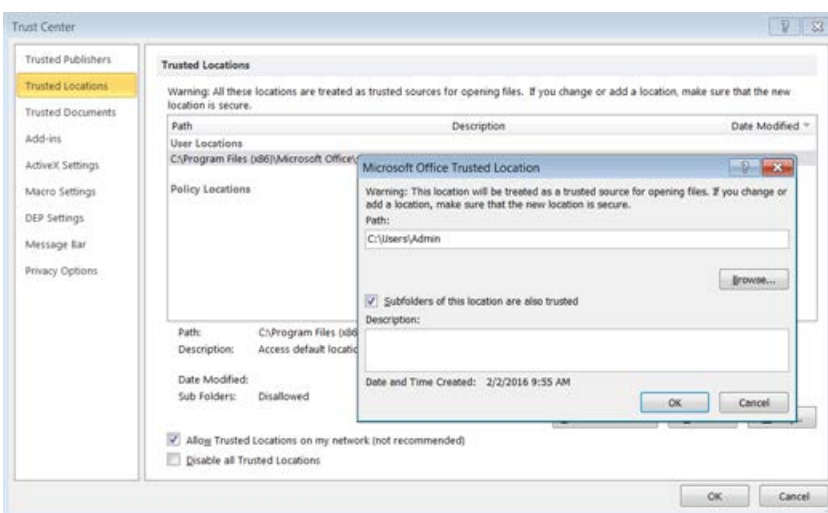 Trust Center
Trusted Publishers
Trusted Locations
Trusted Documents
Add-ins
ActiveX Settings
Macro Settings
DEP Settings
Message Bar
Privacy Options
Trusted Locations
Warning: All these locations are treated as trusted sources for opening files. If you change or add a location, make sure that the new
location is secure.
Path Description Date Modified
User Locations
C:\Program Files (x86)\Microsoft Office\
Policy Locations
Path: C:\Program Files (x86
Description: Access default locatio
Date Modified:
Sub Folders: Disallowed
Allow Trusted Locations on my network (not recommended)
Disable all Trusted Locations
OK Cancel
Microsoft Office Trusted Location
Warning: This location will be treated as a trusted source for opening files. If you change or
add a location, make sure that the new location is secure.
Path:
C:\Users\Admin
Browse...
Subfolders of this location are also trusted
Description:
Date and Time Created: 2/2/2016 9:55 AM
OK Cancel